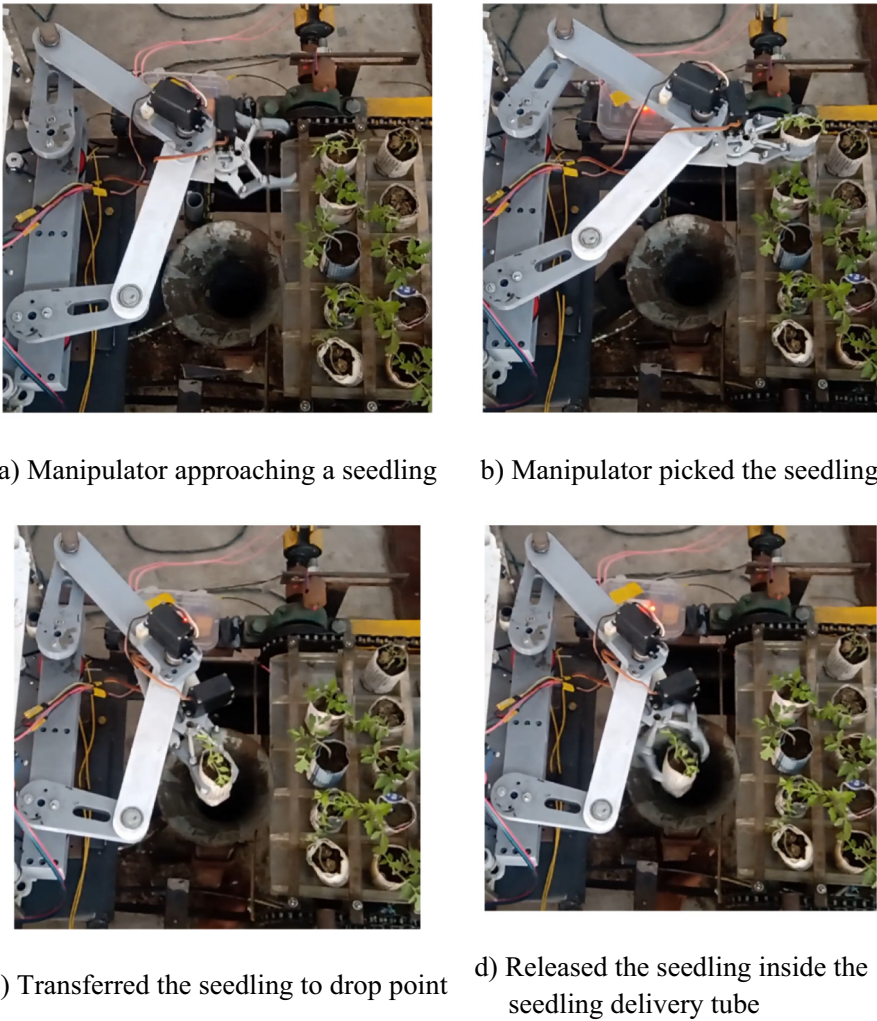 a) Manipulator approaching a seedling
b) Manipulator picked the seedling
) Transferred the seedling to drop point
d) Released the seedling inside the
seedling delivery tube